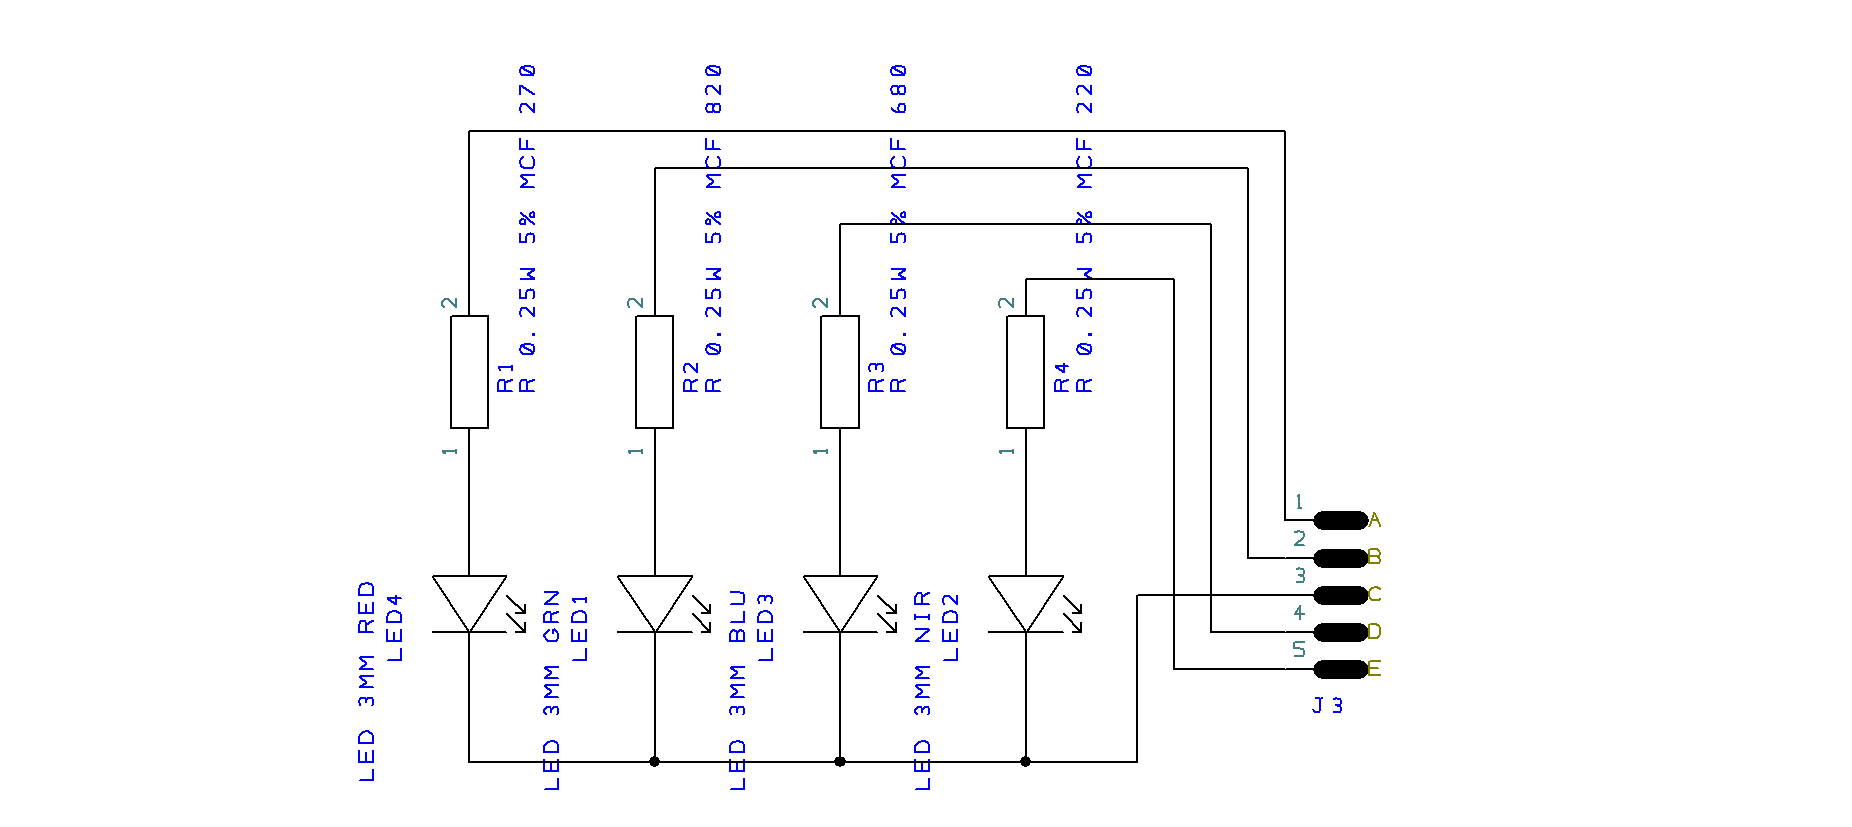 R 0.25W 5% MCF 270
R1
2
1
R 0.25W 5% MCF 820
R2
2
1
R 0.25W 5% MCF 680
R3
2
1
R 0.25W 5% MCF 220
R4
2
1
LED 3MM RED
LED4
LED 3MM GRN
LED1
LED 3MM BLU
LED3
LED 3MM NIR
LED2
1 A
2 B
3 C
4 D
5 E
J3